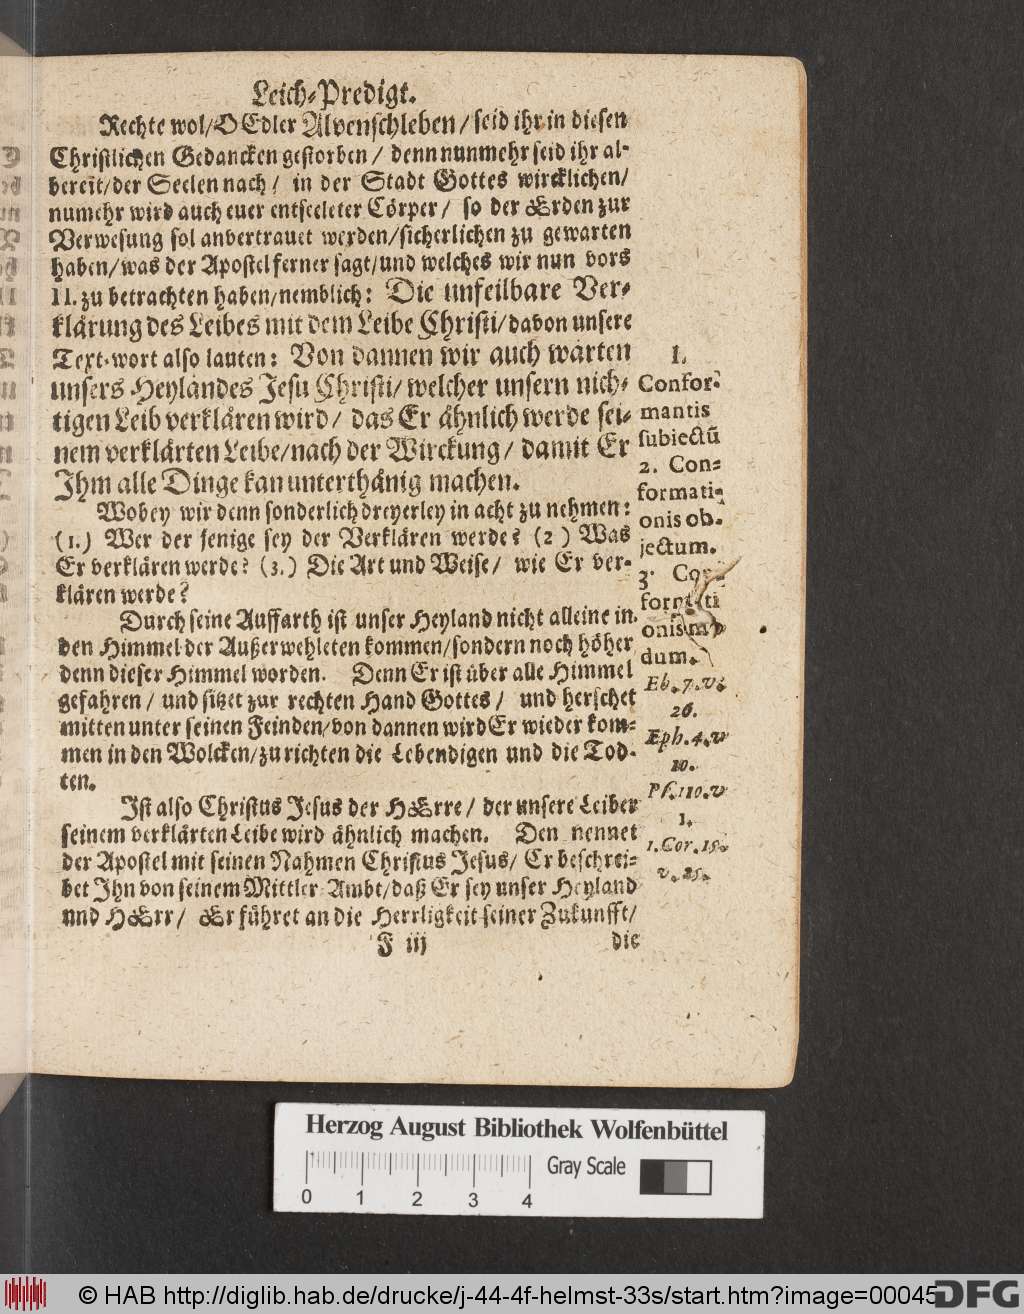 Leich-Predigt.
Rechte wol/ O Edler Alvenschleben/ seid ihr in diesen
Christlichen Gedancken gestorben/ denn nunmehr seid ihr al-
bereit/ der Seelen nach/ in der Stadt Gottes wircklichen/
numehr wird auch euer entseeleter Cörper/ so der Erden zur
Verwesung sol anvertrauet werden/ sicherlichen zu gewarten
haben/ was der Apostel ferner sagt/ und welches wir nun vors
II. zu betrachten haben/ nemblich: Die unfeilbare Ver-
klärung des Leibes mit dem Leibe Christi/ davon unsere
Text-wort also lauten: Von dannen wir auch warten
unsers Heylandes Jesu Christi/ welcher unsern nich-
tigen Leib verklären wird/ das Er ähnlich werde sei-
nem verklärten Leibe/ nach der Wirckung/ damit Er
Ihm alle Dinge kan unterthänig machen.
Wobey wir denn sonderlich dreyerley in acht zu nehmen:
(1.) Wer der jenige sey der Verklären werde? (2) Was
Er verklären werde? (3.) Die Art und Weise/ wie Er ver-
klären werde?
Durch seine Auffarth ist unser Heyland nicht alleine in
den Himmel der Außerwehleten kommen/ sondern noch höher
denn dieser Himmel worden. Denn Er ist über alle Himmel
gefahren/ und sitzet zur rechten Hand Gottes/ und herschet
mitten unter seinen Feinden/ von dannen wird Er wieder kom-
men in den Wolcken/ zu richten die Lebendigen und die Tod-
ten.
Ist also Christus Jesus der HErre/ der unsere Leiber
seinem verklärten Leibe wird ähnlich machen. Den nennet
der Apostel mit seinen Nahmen Christus Jesus/ Er beschrei-
bet Ihn von seinem Mittler-Ambt/ daß Er sey unser Heyland
und HErr/ Er führet an die Herrligkeit seiner Zukunfft/
F iij die
1.
Confor-
mantis
subiectū
2. Con-
formati-
onis ob-
jectum.
3. Con-
formati
onis mo
dum.
Eb. 7. v.
26.
Eph. 4. v
10.
Ps. 110. v
1.
1. Cor. 15.
v. 25.
Herzog August Bibliothek Wolfenbüttel
Gray Scale
0 1 2 3 4
© HAB http://diglib.hab.de/drucke/j-44-4f-helmst-33s/start.htm?image=00045
DFG